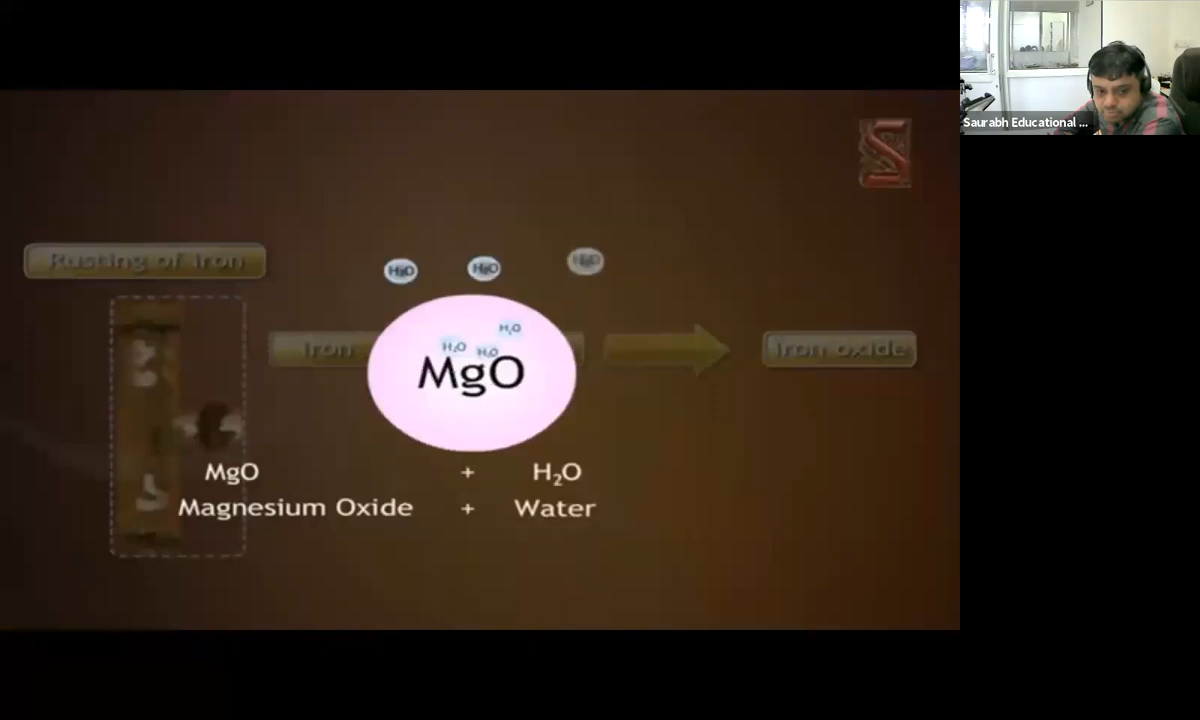 Saurabh Educational ...
Rusting of Iron
H₂O H₂O H₂O
H₂O
H₂O H₂O
Iron
MgO
Iron oxide
MgO + H₂O
Magnesium Oxide + Water